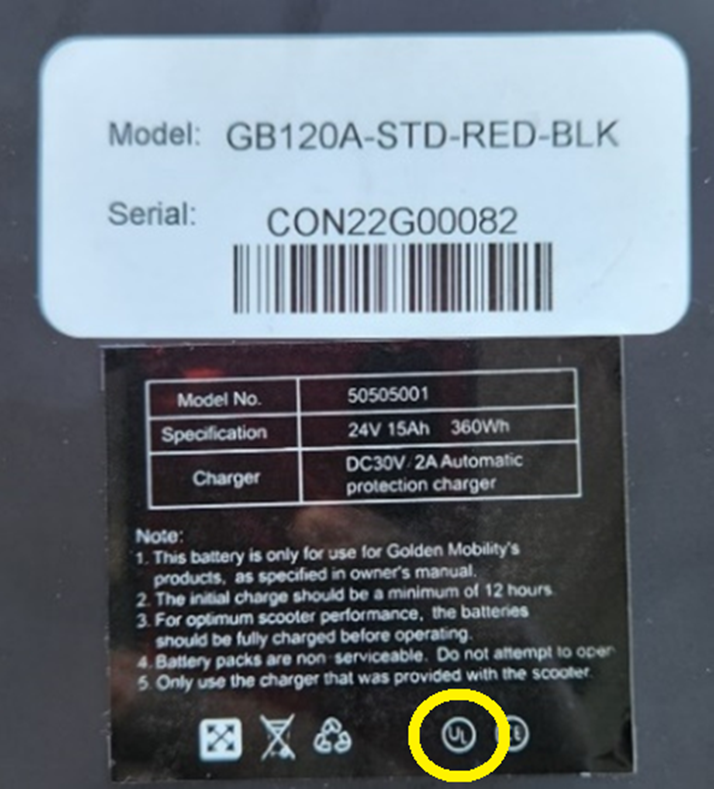 Model: GB120A-STD-RED-BLK
Serial: CON22G00082
Model No. 50505001
Specification 24V 15Ah 360Wh
Charger DC30V 2A Automatic
protection charger
Note:
1. This battery is only for use for Golden Mobility's
products, as specified in owner's manual.
2. The initial charge should be a minimum of 12 hours
3. For optimum scooter performance, the batteries
should be fully charged before operating.
4. Battery packs are non serviceable. Do not attempt to open
5. Only use the charger that was provided with the scooter.
UL CE